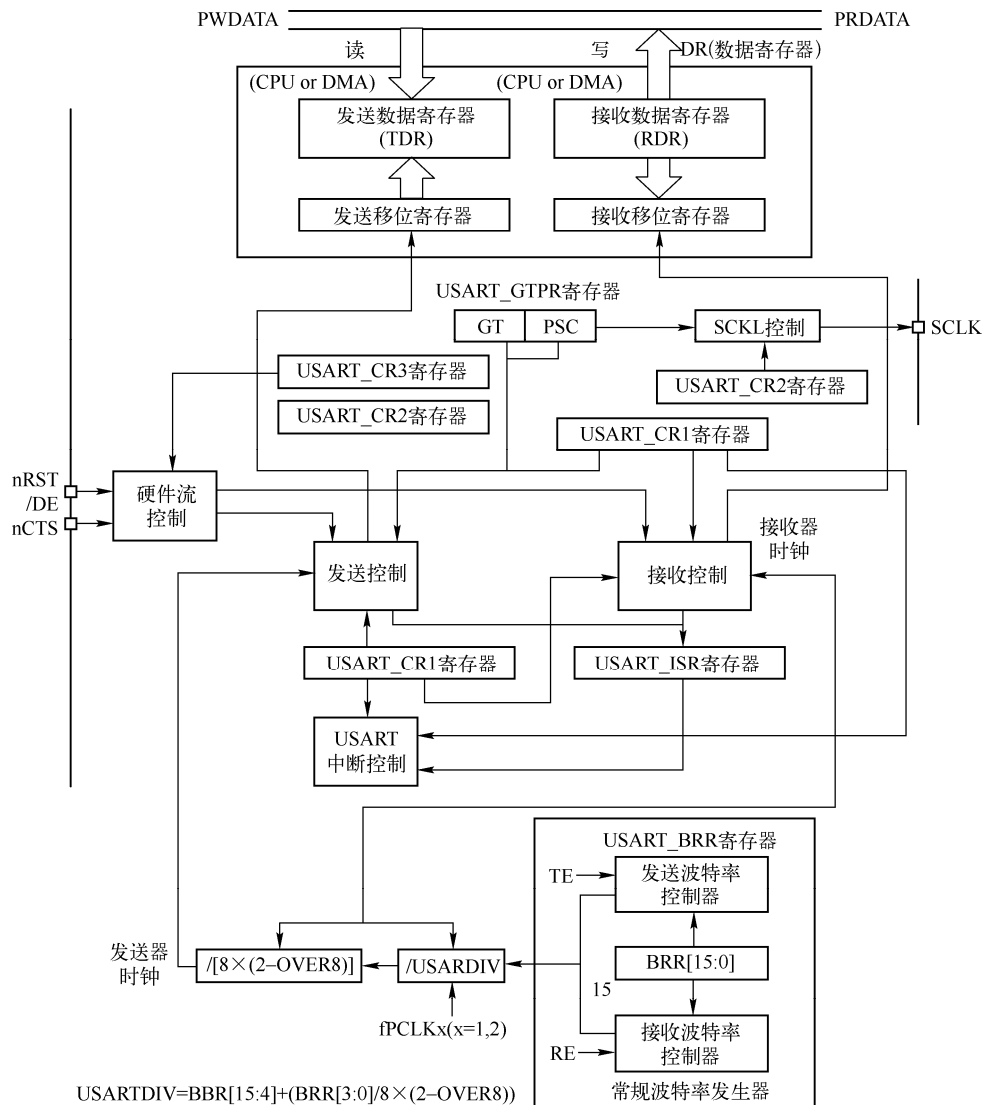 PWDATA
PRDATA
读
写
DR(数据寄存器)
(CPU or DMA)
(CPU or DMA)
发送数据寄存器
(TDR)
接收数据寄存器
(RDR)
发送移位寄存器
接收移位寄存器
USART_GTPR寄存器
GT
PSC
SCKL控制
SCLK
USART_CR3寄存器
USART_CR2寄存器
USART_CR2寄存器
USART_CR1寄存器
nRST
/DE
nCTS
硬件流
控制
接收器
时钟
发送控制
接收控制
USART_CR1寄存器
USART_ISR寄存器
USART
中断控制
USART_BRR寄存器
TE
发送波特率
控制器
发送器
时钟
/[8×(2–OVER8)]
/USARDIV
BRR[15:0]
15
fPCLKx(x=1,2)
RE
接收波特率
控制器
常规波特率发生器
USARTDIV=BBR[15:4]+(BRR[3:0]/8×(2–OVER8))